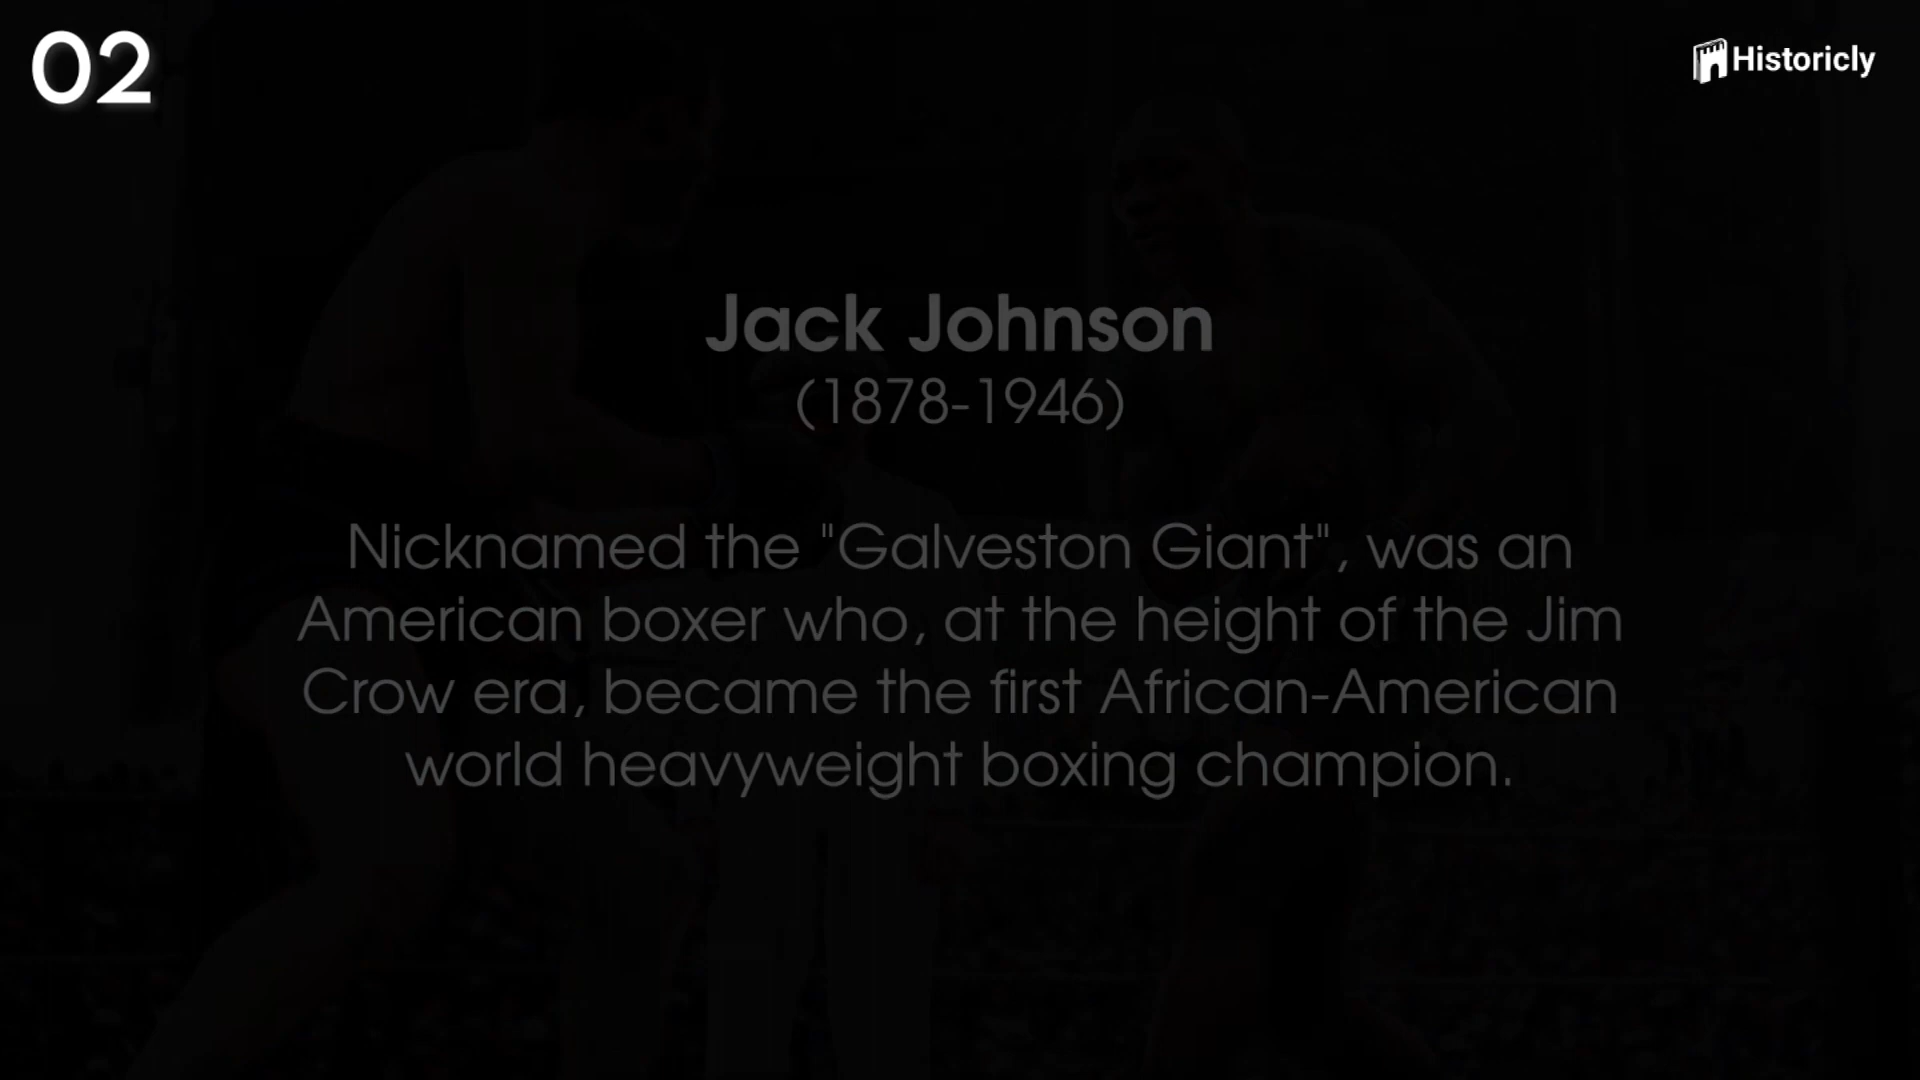 02
Historicly
Jack Johnson
(1878-1946)
Nicknamed the "Galveston Giant", was an
American boxer who, at the height of the Jim
Crow era, became the first African-American
world heavyweight boxing champion.